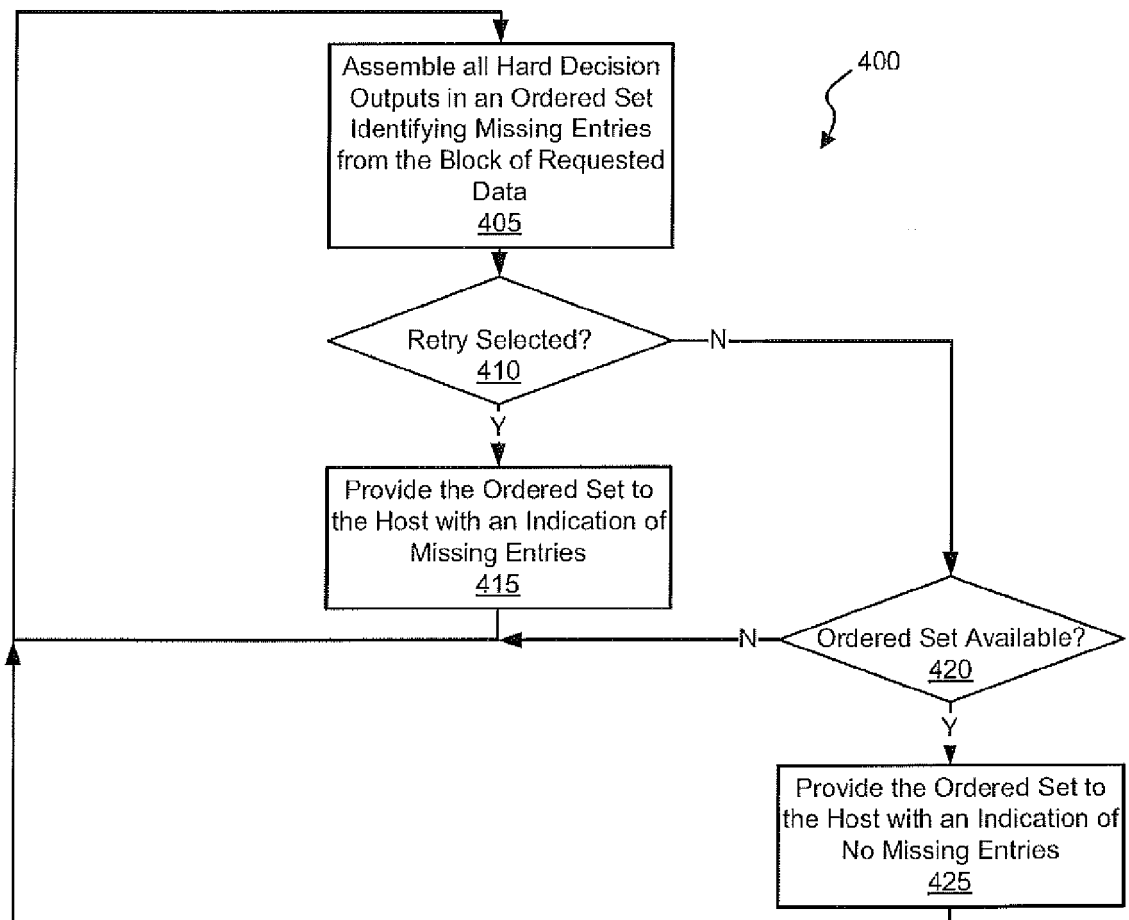 400
Assemble all Hard Decision
Outputs in an Ordered Set
Identifying Missing Entries
from the Block of Requested
Data
405
Retry Selected?
410
N
Y
Provide the Ordered Set to
the Host with an Indication of
Missing Entries
415
N
Ordered Set Available?
420
Y
Provide the Ordered Set to
the Host with an Indication of
No Missing Entries
425